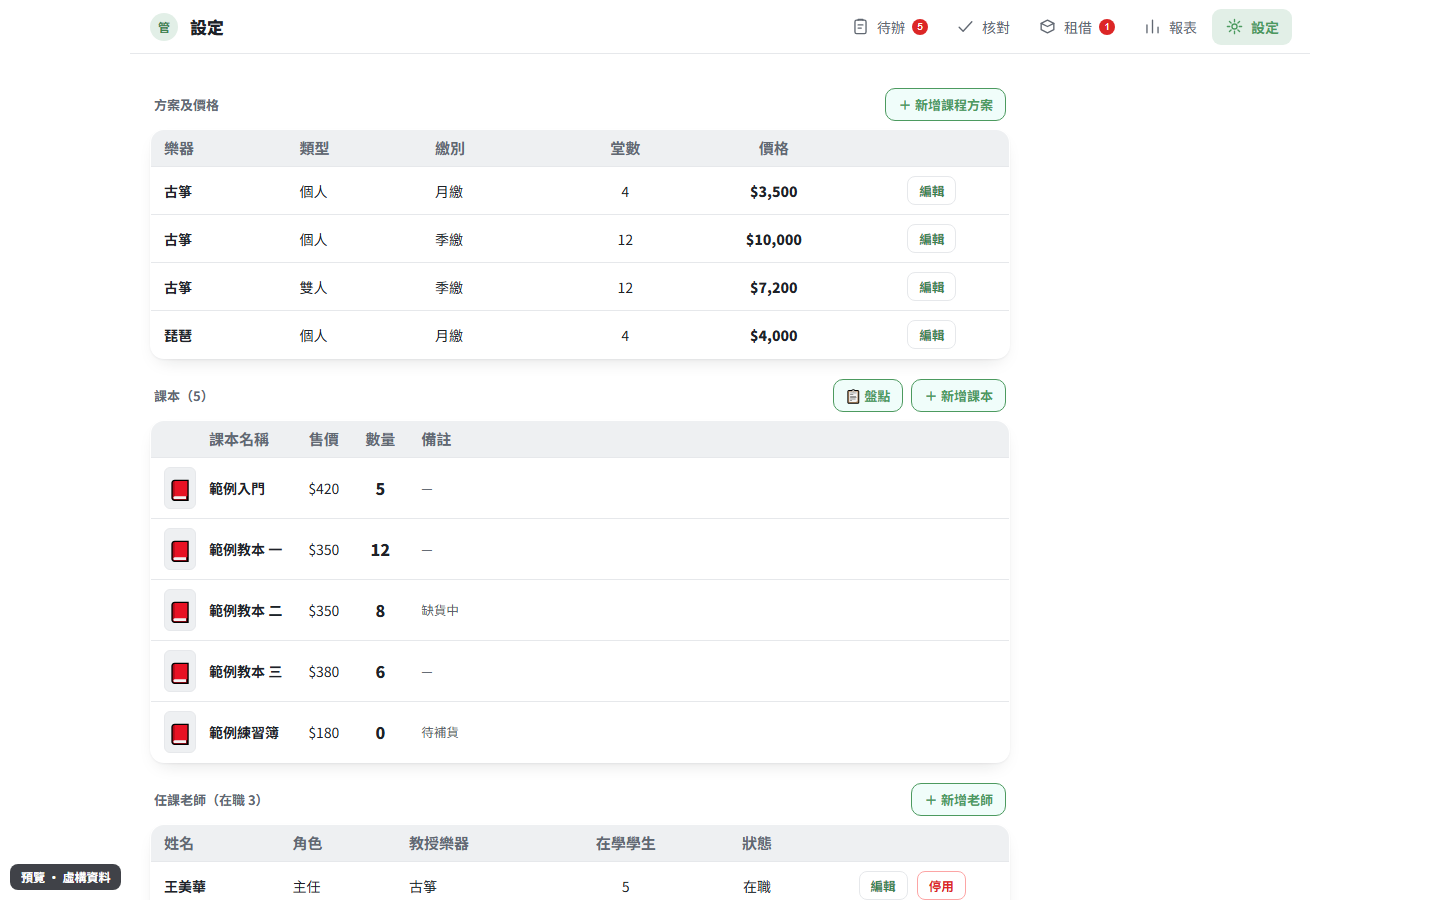 管 設定 待辦 5 核對 租借 1 報表 設定
方案及價格 + 新增課程方案
樂器 類型 繳別 堂數 價格
古箏 個人 月繳 4 $3,500 編輯
古箏 個人 季繳 12 $10,000 編輯
古箏 雙人 季繳 12 $7,200 編輯
琵琶 個人 月繳 4 $4,000 編輯
課本（5） 盤點 + 新增課本
課本名稱 售價 數量 備註
範例入門 $420 5 —
範例教本 一 $350 12 —
範例教本 二 $350 8 缺貨中
範例教本 三 $380 6 —
範例練習簿 $180 0 待補貨
任課老師（在職 3） + 新增老師
姓名 角色 教授樂器 在學學生 狀態
王美華 主任 古箏 5 在職 編輯 停用
預覽 · 虛構資料